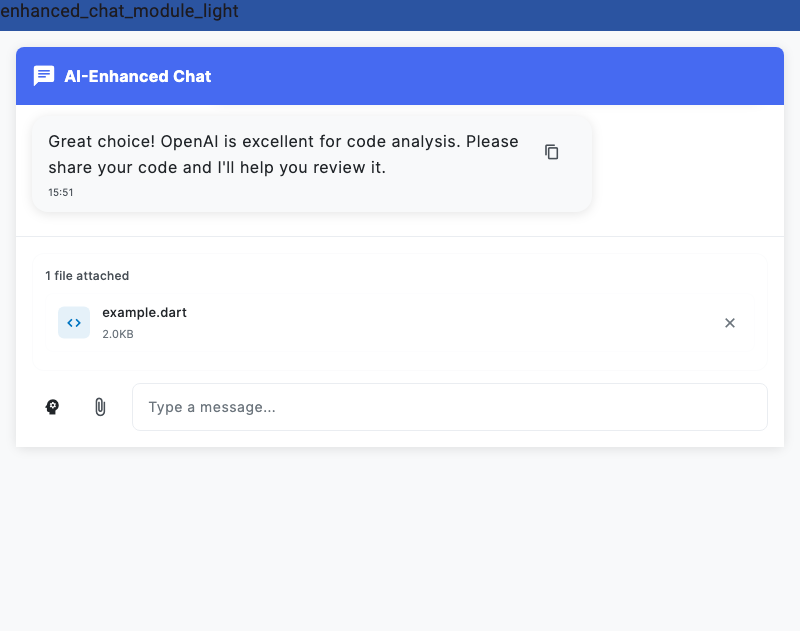 enhanced_chat_module_light
AI-Enhanced Chat
Great choice! OpenAI is excellent for code analysis. Please
share your code and I'll help you review it.
15:51
1 file attached
example.dart
2.0KB
Type a message...